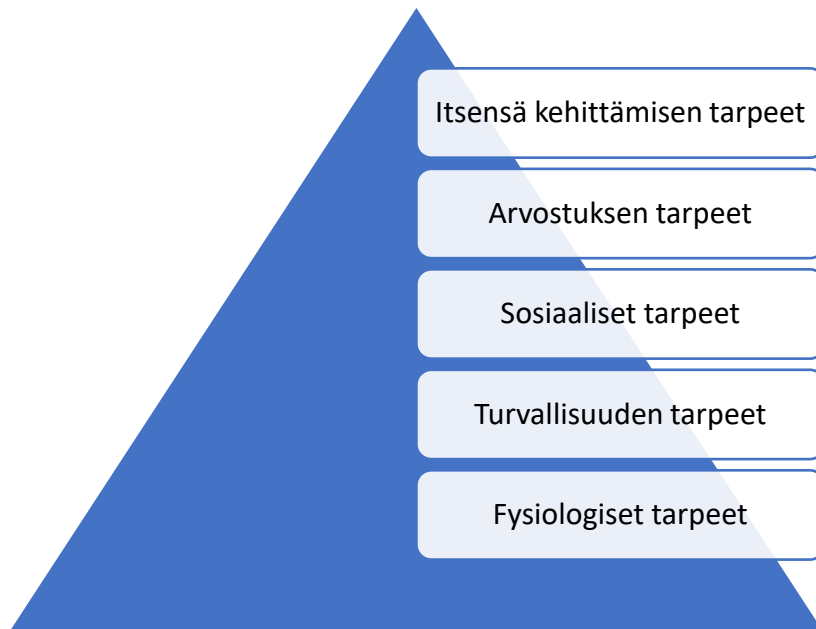 Itsensä kehittämisen tarpeet
Arvostuksen tarpeet
Sosiaaliset tarpeet
Turvallisuuden tarpeet
Fysiologiset tarpeet